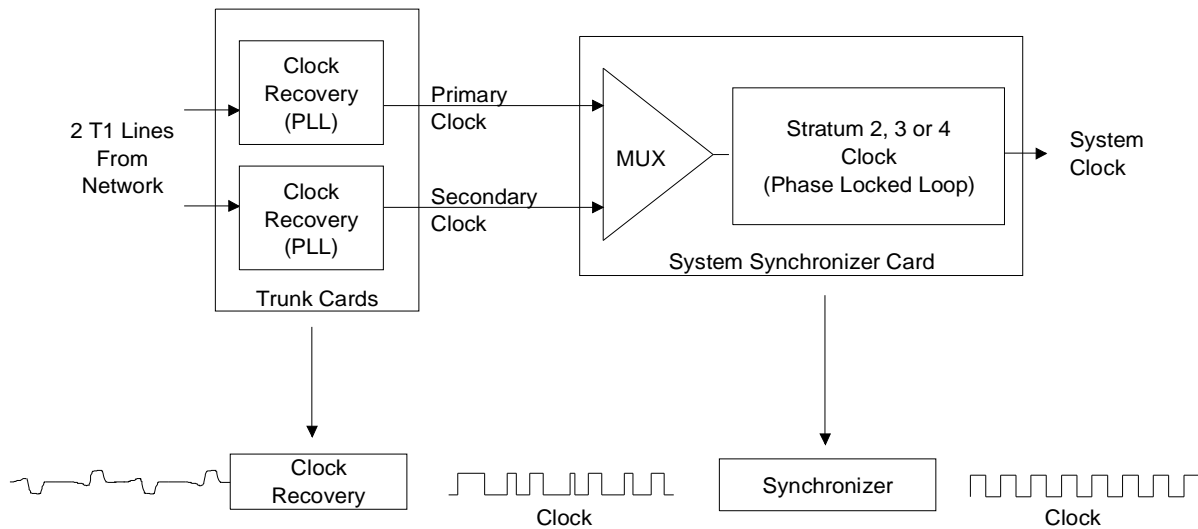 2 T1 Lines
From
Network
Clock
Recovery
(PLL)
Clock
Recovery
(PLL)
Trunk Cards
Primary
Clock
Secondary
Clock
MUX
Stratum 2, 3 or 4
Clock
(Phase Locked Loop)
System Synchronizer Card
System
Clock
Clock
Recovery
Clock
Synchronizer
Clock